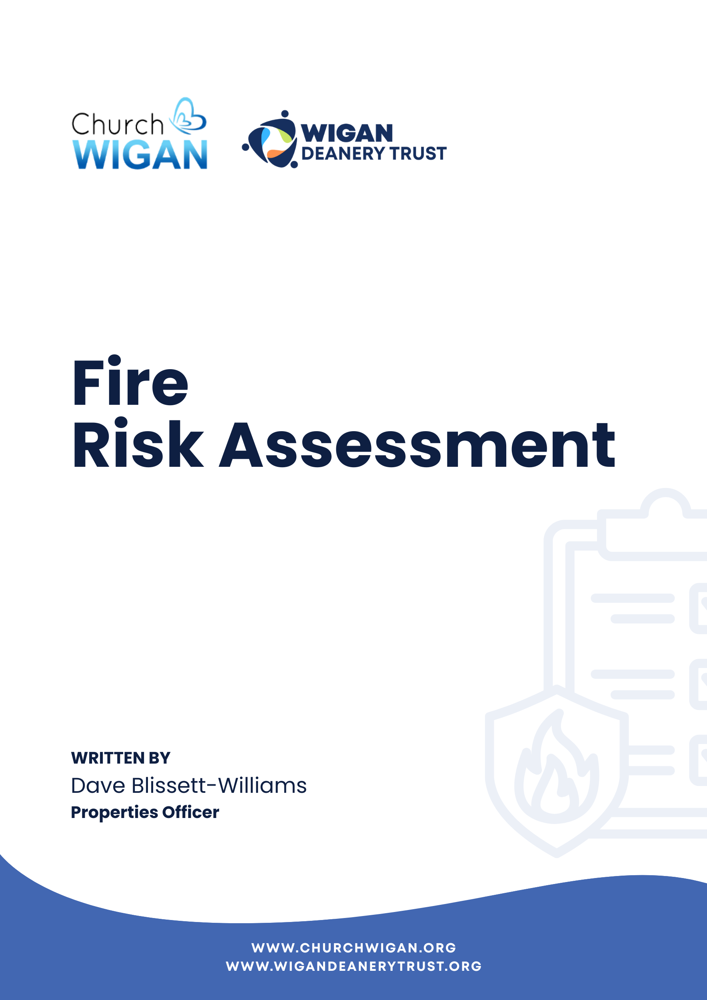 Church
WIGAN
WIGAN
DEANERY TRUST
Fire
Risk Assessment
WRITTEN BY
Dave Blissett-Williams
Properties Officer
WWW.CHURCHWIGAN.ORG
WWW.WIGANDEANERYTRUST.ORG